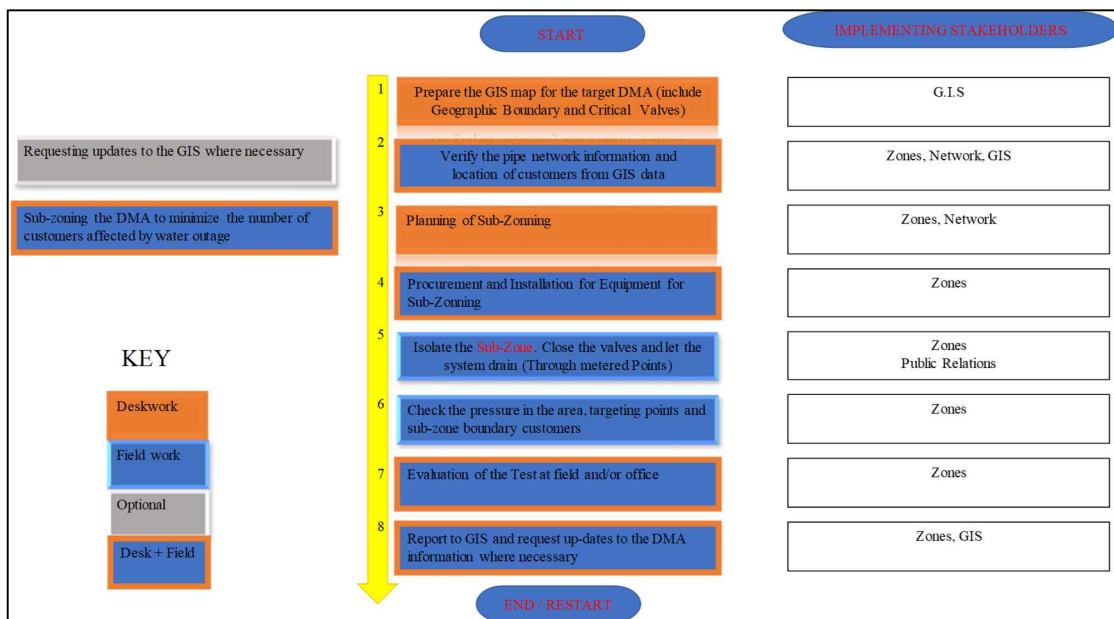 START
IMPLEMENTING STAKEHOLDERS
1
Prepare the GIS map for the target DMA (include
Geographic Boundary and Critical Valves)
G.I.S
Requesting updates to the GIS where necessary
2
Verify the pipe network information and
location of customers from GIS data
Zones, Network, GIS
Sub-zoning the DMA to minimize the number of
customers affected by water outage
3
Planning of Sub-Zonning
Zones, Network
4
Procurement and Installation for Equipment for
Sub-Zonning
Zones
5
Isolate the Sub-Zone. Close the valves and let the
system drain (Through metered Points)
Zones
Public Relations
KEY
Deskwork
Field work
Optional
Desk + Field
6
Check the pressure in the area, targeting points and
sub-zone boundary customers
Zones
7
Evaluation of the Test at field and/or office
Zones
8
Report to GIS and request up-dates to the DMA
information where necessary
Zones, GIS
END / RESTART